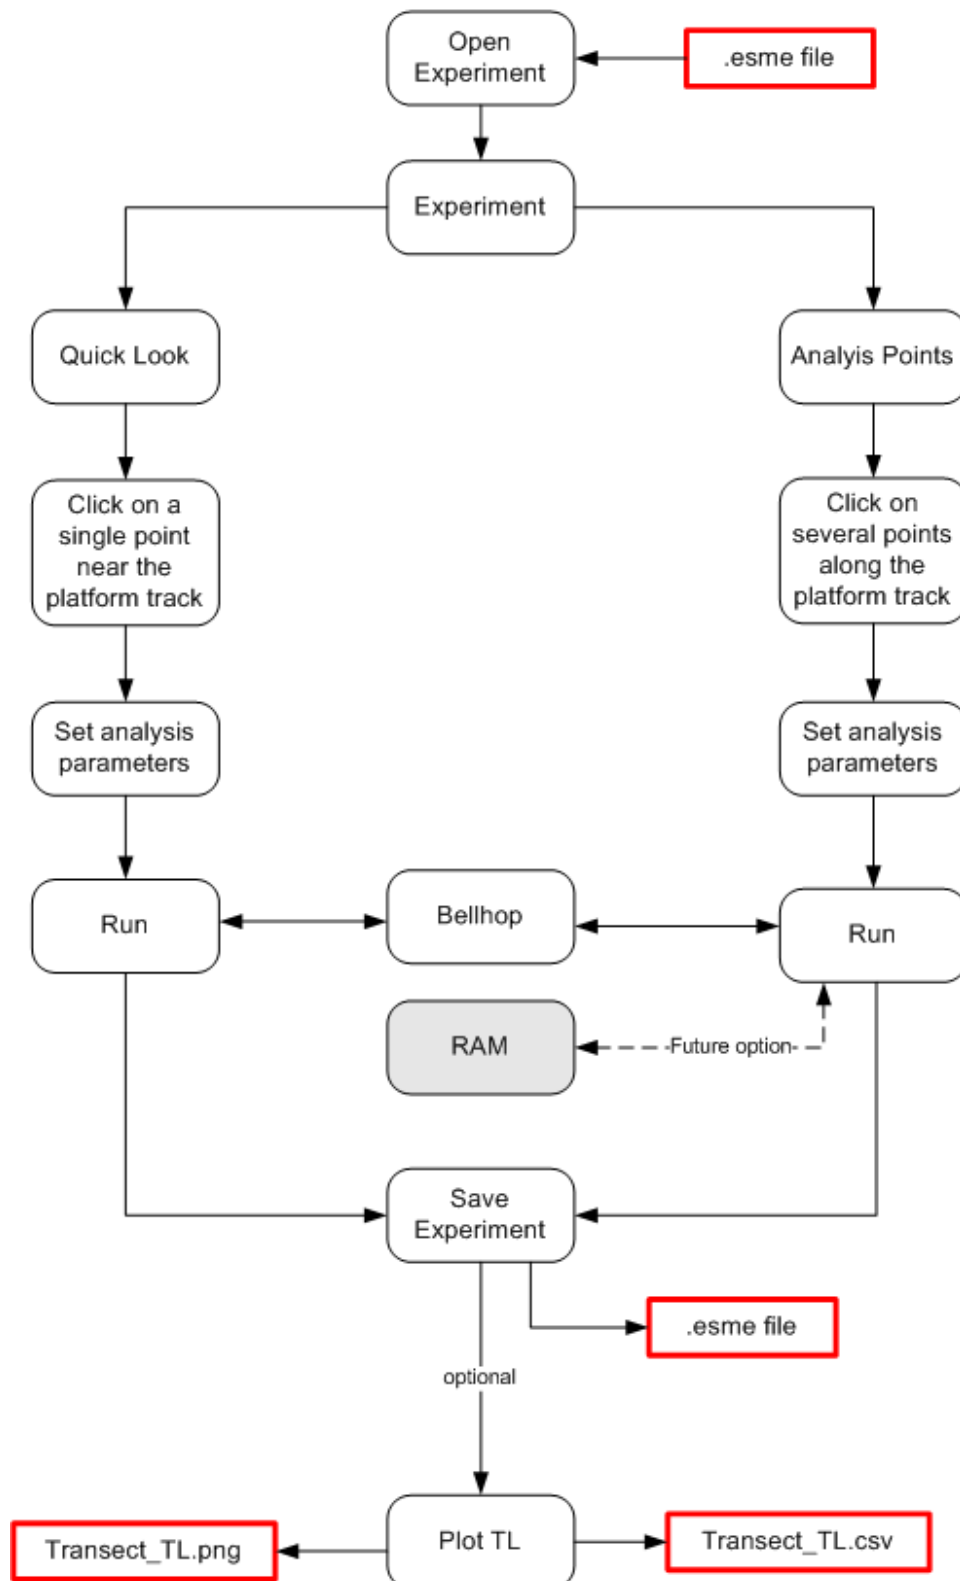 Open
Experiment
.esme file
Experiment
Quick Look
Analyis Points
Click on a
single point
near the
platform track
Click on
several points
along the
platform track
Set analysis
parameters
Set analysis
parameters
Run
Bellhop
Run
RAM
Future option
Save
Experiment
.esme file
optional
Transect_TL.png
Plot TL
Transect_TL.csv